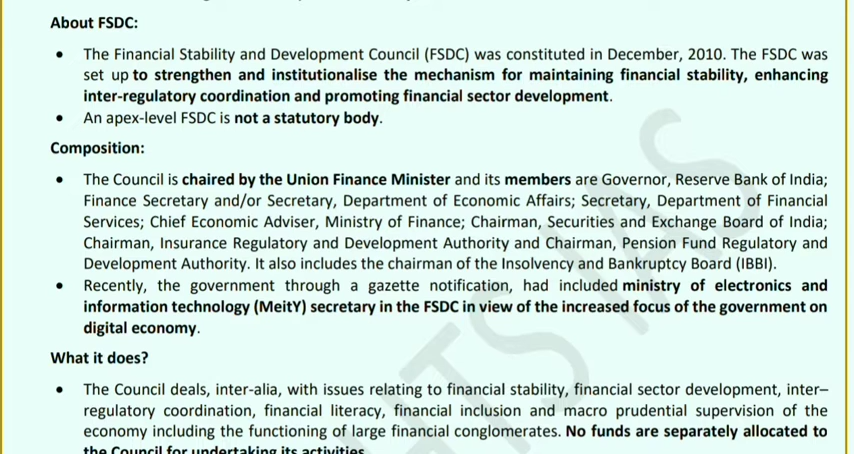 About FSDC:
• The Financial Stability and Development Council (FSDC) was constituted in December, 2010. The FSDC was
set up to strengthen and institutionalise the mechanism for maintaining financial stability, enhancing
inter-regulatory coordination and promoting financial sector development.
• An apex-level FSDC is not a statutory body.
Composition:
• The Council is chaired by the Union Finance Minister and its members are Governor, Reserve Bank of India;
Finance Secretary and/or Secretary, Department of Economic Affairs; Secretary, Department of Financial
Services; Chief Economic Adviser, Ministry of Finance; Chairman, Securities and Exchange Board of India;
Chairman, Insurance Regulatory and Development Authority and Chairman, Pension Fund Regulatory and
Development Authority. It also includes the chairman of the Insolvency and Bankruptcy Board (IBBI).
• Recently, the government through a gazette notification, had included ministry of electronics and
information technology (MeitY) secretary in the FSDC in view of the increased focus of the government on
digital economy.
What it does?
• The Council deals, inter-alia, with issues relating to financial stability, financial sector development, inter–
regulatory coordination, financial literacy, financial inclusion and macro prudential supervision of the
economy including the functioning of large financial conglomerates. No funds are separately allocated to
the Council for undertaking its activities